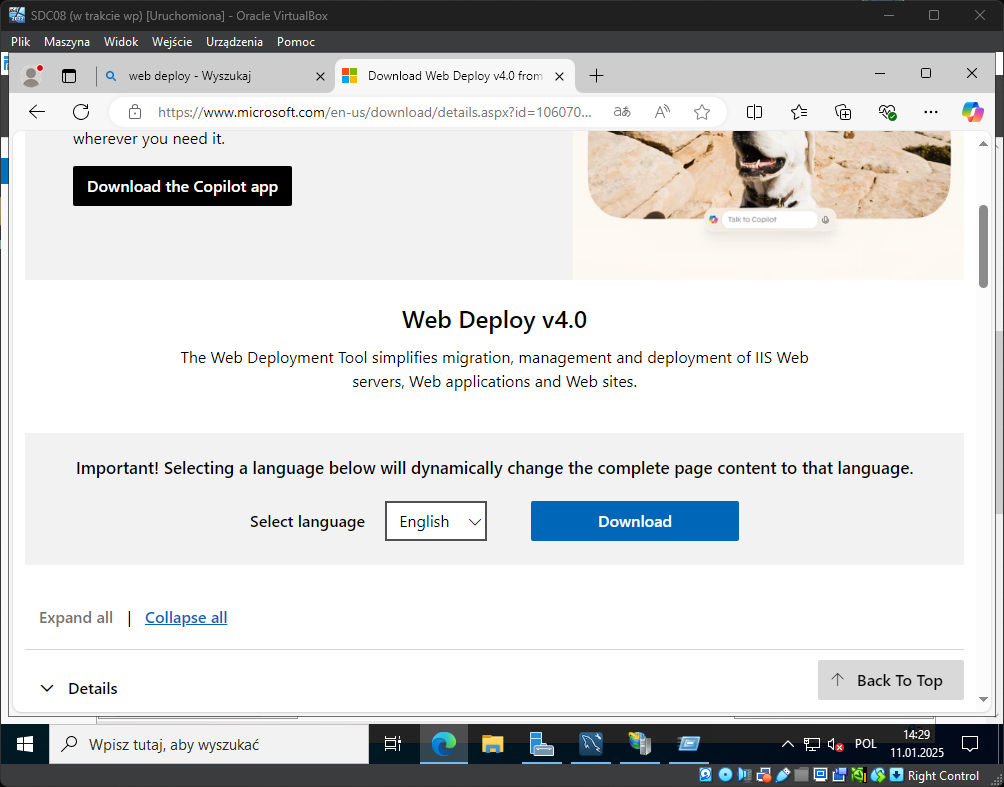 SDC08 (w trakcie wp) [Uruchomiona] - Oracle VirtualBox
Plik Maszyna Widok Wejście Urządzenia Pomoc
web deploy - Wyszukaj
Download Web Deploy v4.0 from
https://www.microsoft.com/en-us/download/details.aspx?id=106070...
wherever you need it.
Download the Copilot app
Talk to Copilot
Web Deploy v4.0
The Web Deployment Tool simplifies migration, management and deployment of IIS Web
servers, Web applications and Web sites.
Important! Selecting a language below will dynamically change the complete page content to that language.
Select language English Download
Expand all | Collapse all
Details
Back To Top
Wpisz tutaj, aby wyszukać
POL
14:29
11.01.2025
Right Control